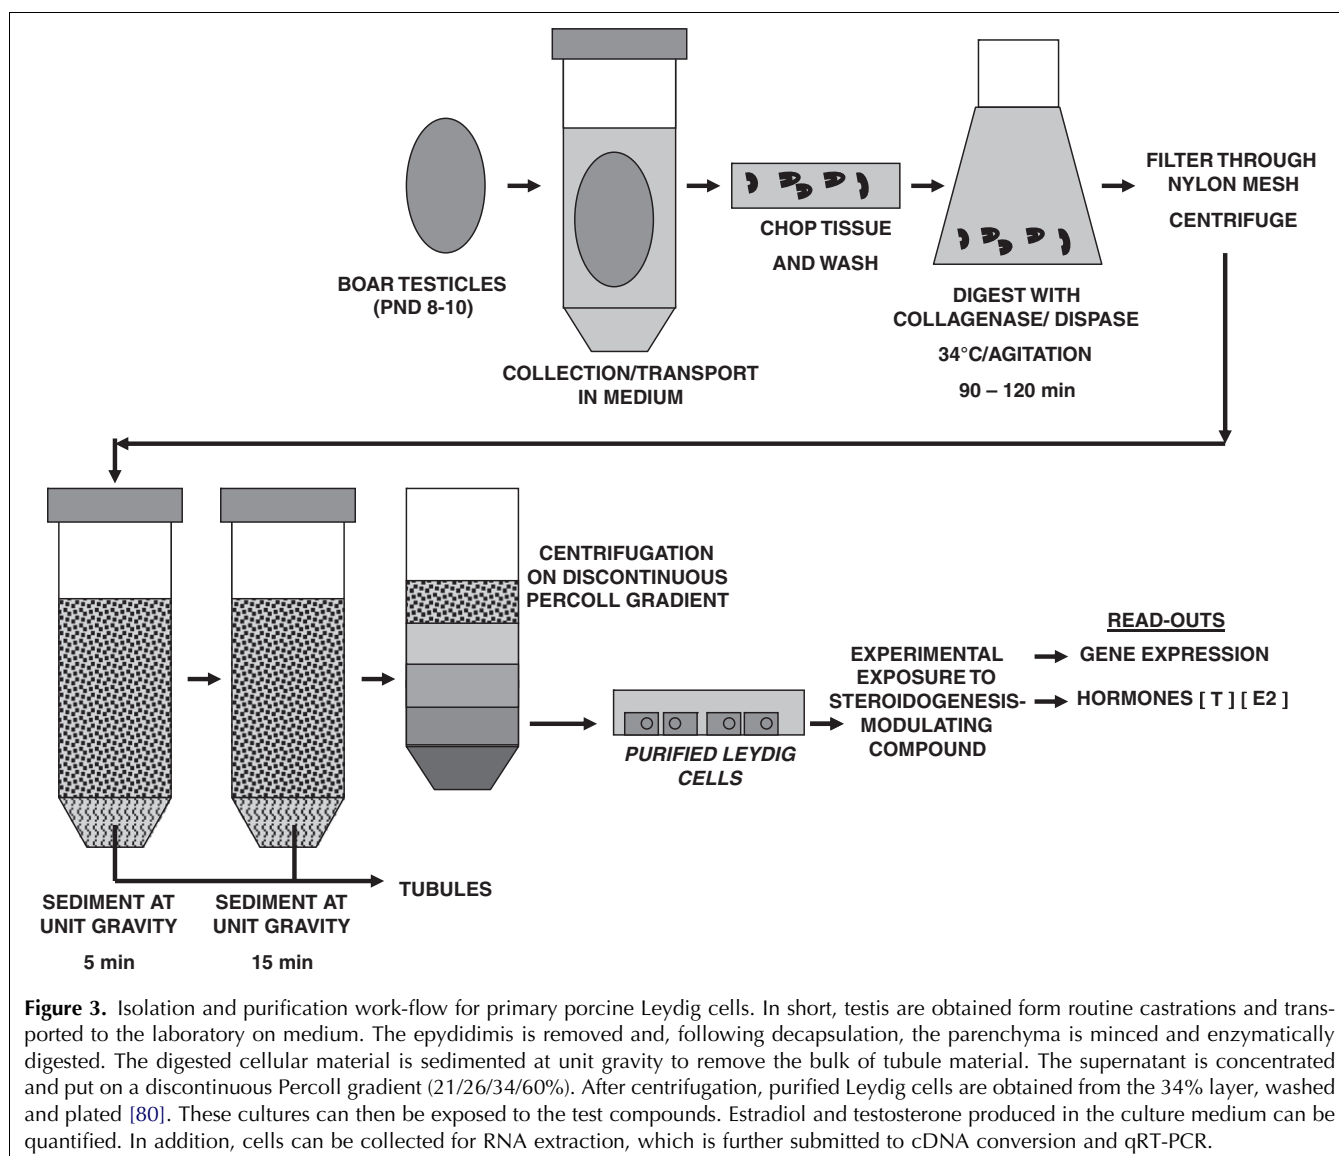 BOAR TESTICLES
(PND 8-10)
COLLECTION/TRANSPORT
IN MEDIUM
CHOP TISSUE
AND WASH
DIGEST WITH
COLLAGENASE/ DISPASE
34°C/AGITATION
90 – 120 min
FILTER THROUGH
NYLON MESH
CENTRIFUGE
CENTRIFUGATION
ON DISCONTINUOUS
PERCOLL GRADIENT
PURIFIED LEYDIG
CELLS
EXPERIMENTAL
EXPOSURE TO
STEROIDOGENESIS-
MODULATING
COMPOUND
READ-OUTS
GENE EXPRESSION
HORMONES [ T ] [ E2 ]
TUBULES
SEDIMENT AT
UNIT GRAVITY
5 min
SEDIMENT AT
UNIT GRAVITY
15 min
Figure 3. Isolation and purification work-flow for primary porcine Leydig cells. In short, testis are obtained form routine castrations and trans-
ported to the laboratory on medium. The epydidimis is removed and, following decapsulation, the parenchyma is minced and enzymatically
digested. The digested cellular material is sedimented at unit gravity to remove the bulk of tubule material. The supernatant is concentrated
and put on a discontinuous Percoll gradient (21/26/34/60%). After centrifugation, purified Leydig cells are obtained from the 34% layer, washed
and plated [80]. These cultures can then be exposed to the test compounds. Estradiol and testosterone produced in the culture medium can be
quantified. In addition, cells can be collected for RNA extraction, which is further submitted to cDNA conversion and qRT-PCR.